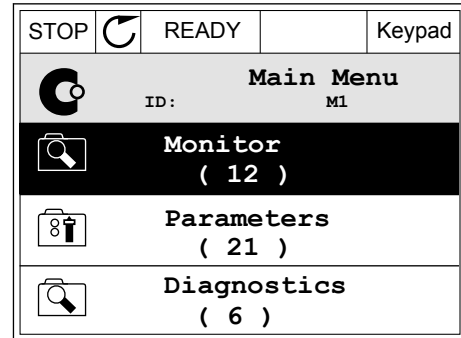 STOP READY Keypad
Main Menu
ID: M1
Monitor
( 12 )
Parameters
( 21 )
Diagnostics
( 6 )